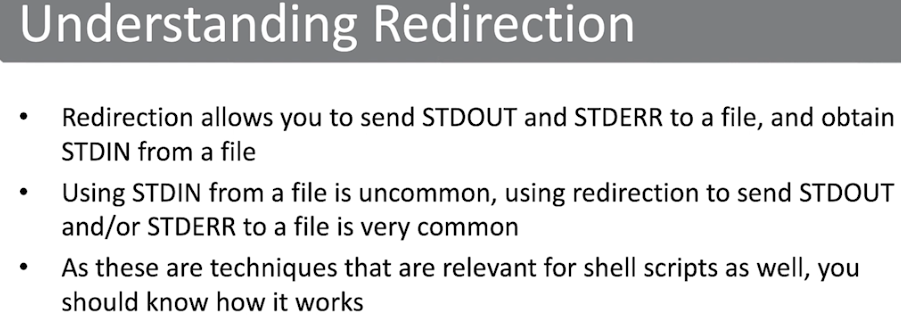 Understanding Redirection
• Redirection allows you to send STDOUT and STDERR to a file, and obtain
STDIN from a file
• Using STDIN from a file is uncommon, using redirection to send STDOUT
and/or STDERR to a file is very common
• As these are techniques that are relevant for shell scripts as well, you
should know how it works